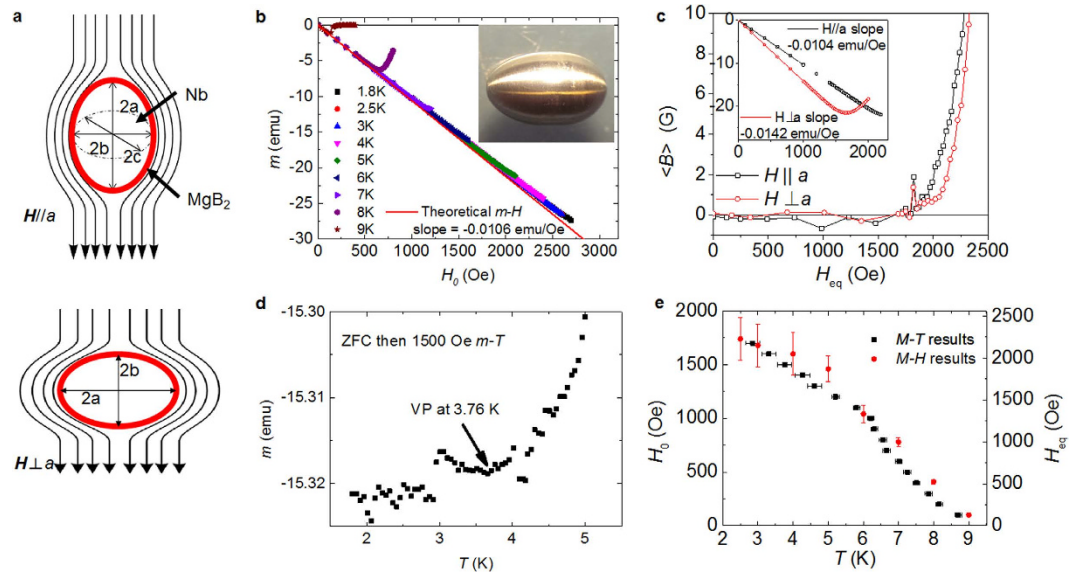 a
Nb
2a
2b
2c
MgB2
H//a
2b
2a
H⊥a
b
0
-5
-10
-15
-20
-25
-30
m (emu)
1.8K
2.5K
3K
4K
5K
6K
7K
8K
9K
Theoretical m-H
slope = -0.0106 emu/Oe
0 500 1000 1500 2000 2500 3000
H0 (Oe)
c
10
8
6
4
2
0
<B> (G)
0
10
20
H//a slope
-0.0104 emu/Oe
H⊥a slope
-0.0142 emu/Oe
0 1000 2000
H || a
H ⊥ a
0 500 1000 1500 2000 2500
Heq (Oe)
d
-15.30
-15.31
-15.32
m (emu)
ZFC then 1500 Oe m-T
VP at 3.76 K
2 3 4 5
T (K)
e
2000
1750
1500
1250
1000
750
500
250
0
H0 (Oe)
M-T results
M-H results
2500
2000
1500
1000
500
0
Heq (Oe)
2 3 4 5 6 7 8 9
T (K)